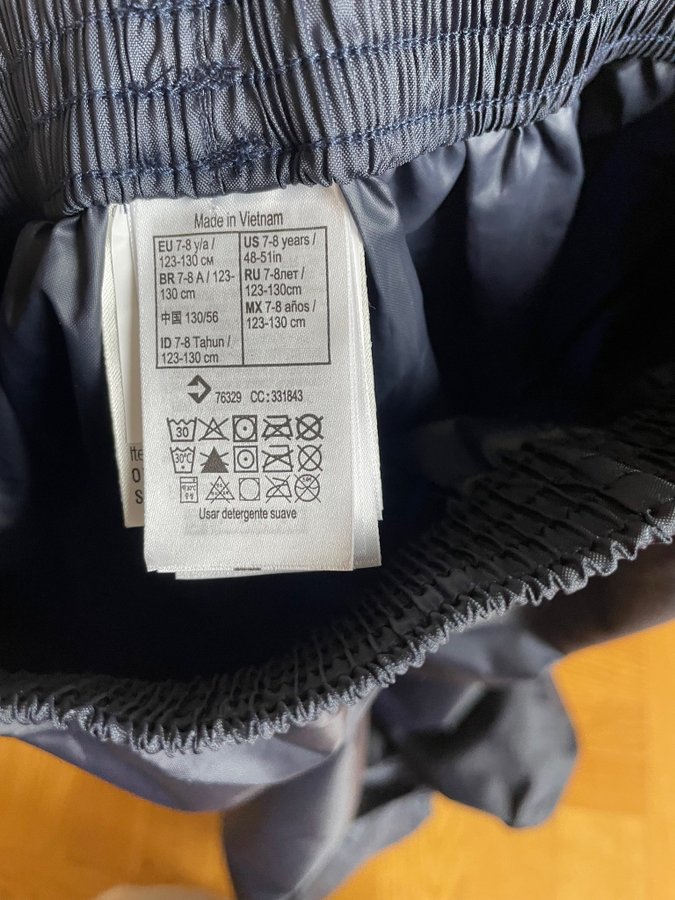 Made in Vietnam
EU 7-8 y/a /
123-130 см
BR 7-8 A / 123-
130 cm
中国 130/56
ID 7-8 Tahun /
123-130 cm
US 7-8 years /
48-51in
RU 7-8лет /
123-130cm
MX 7-8 años /
123-130 cm
76329 CC:331843
30
30°C
Usar detergente suave